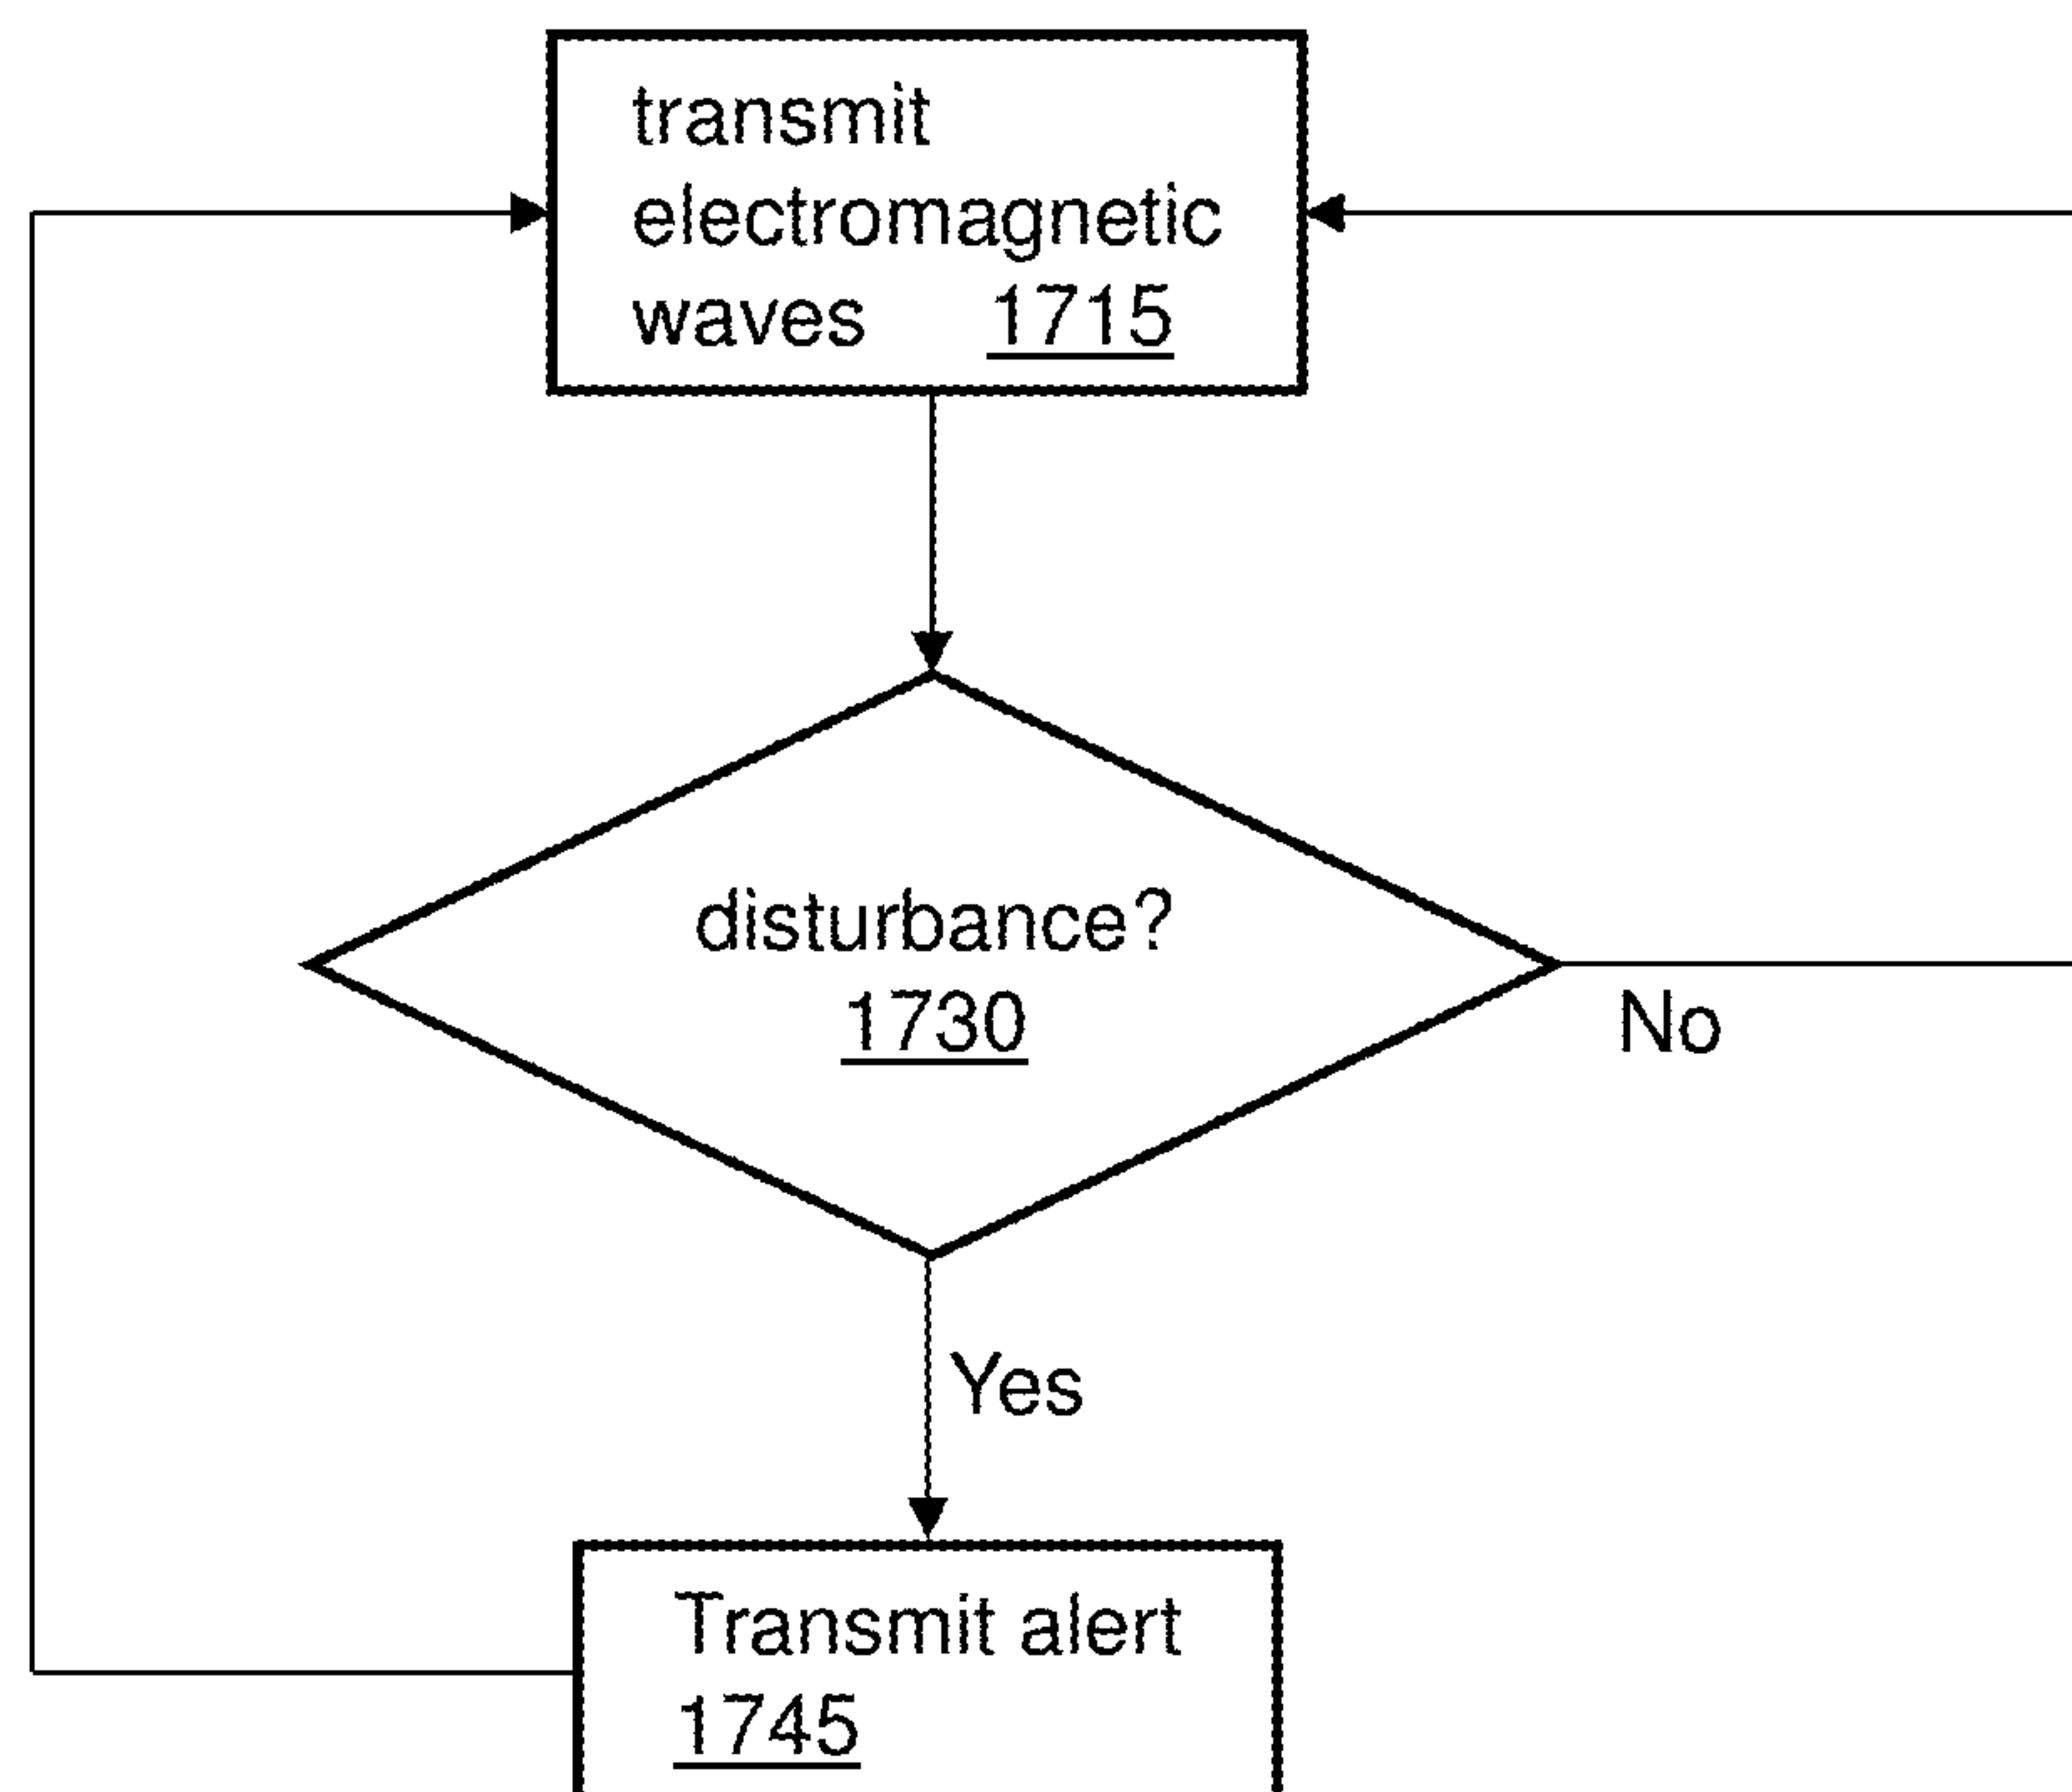 transmit
electromagnetic
waves 1715
disturbance?
1730
No
Yes
Transmit alert
1745